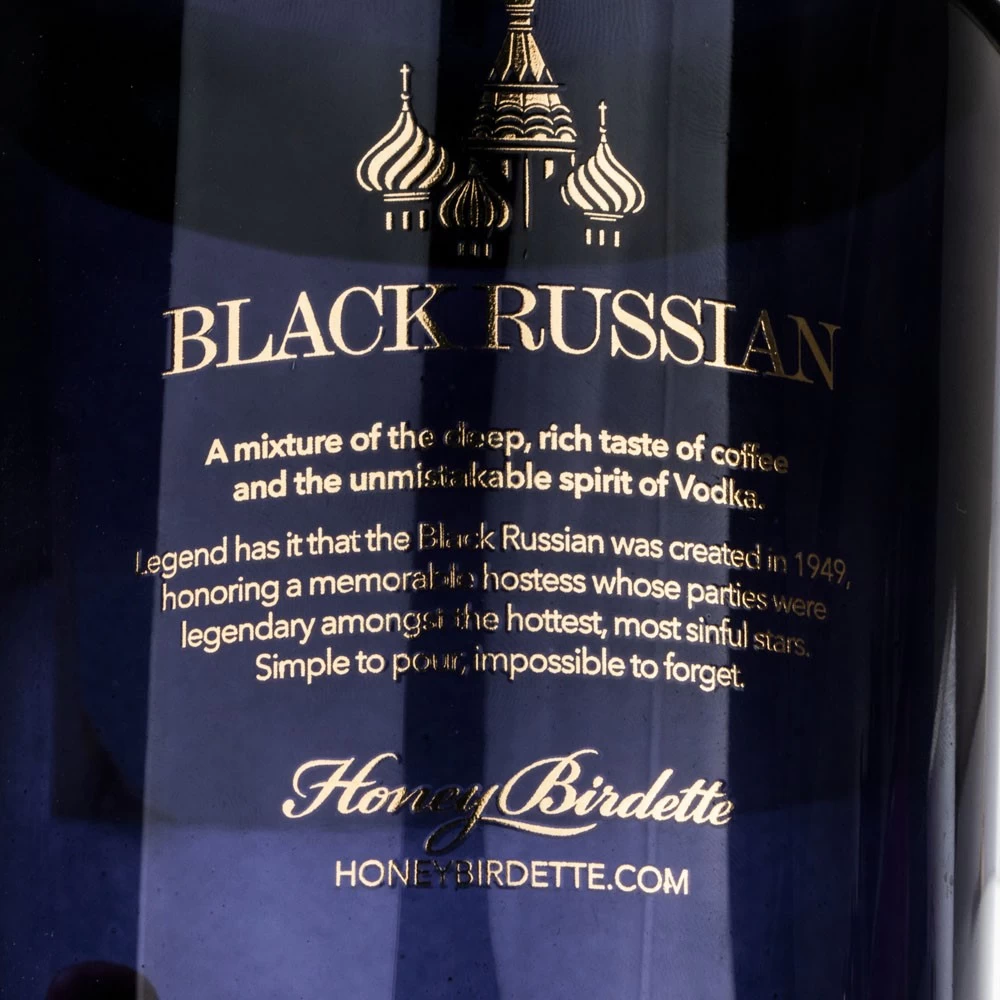 BLACK RUSSIAN
A mixture of the deep, rich taste of coffee
and the unmistakable spirit of Vodka.
Legend has it that the Black Russian was created in 1949,
honoring a memorable hostess whose parties were
legendary amongst the hottest, most sinful stars.
Simple to pour, impossible to forget.
Honey Birdette
HONEYBIRDETTE.COM